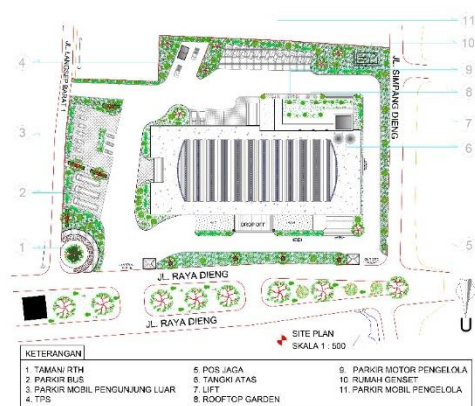 11
10
9
8
7
6
5
4
3
2
1
JL. LANGSEP BARAT 1
JL. SIMPANG DIENG
DROP OFF
JL. RAYA DIENG
JL. RAYA DIENG
SITE PLAN
SKALA 1 : 500
U
KETERANGAN
1. TAMAN/ RTH
2. PARKIR BUS
3. PARKIR MOBIL PENGUNJUNG LUAR
4. TPS
5. POS JAGA
6. TANGKI ATAS
7. LIFT
8. ROOFTOP GARDEN
9. PARKIR MOTOR PENGELOLA
10 RUMAH GENSET
11. PARKIR MOBIL PENGELOLA